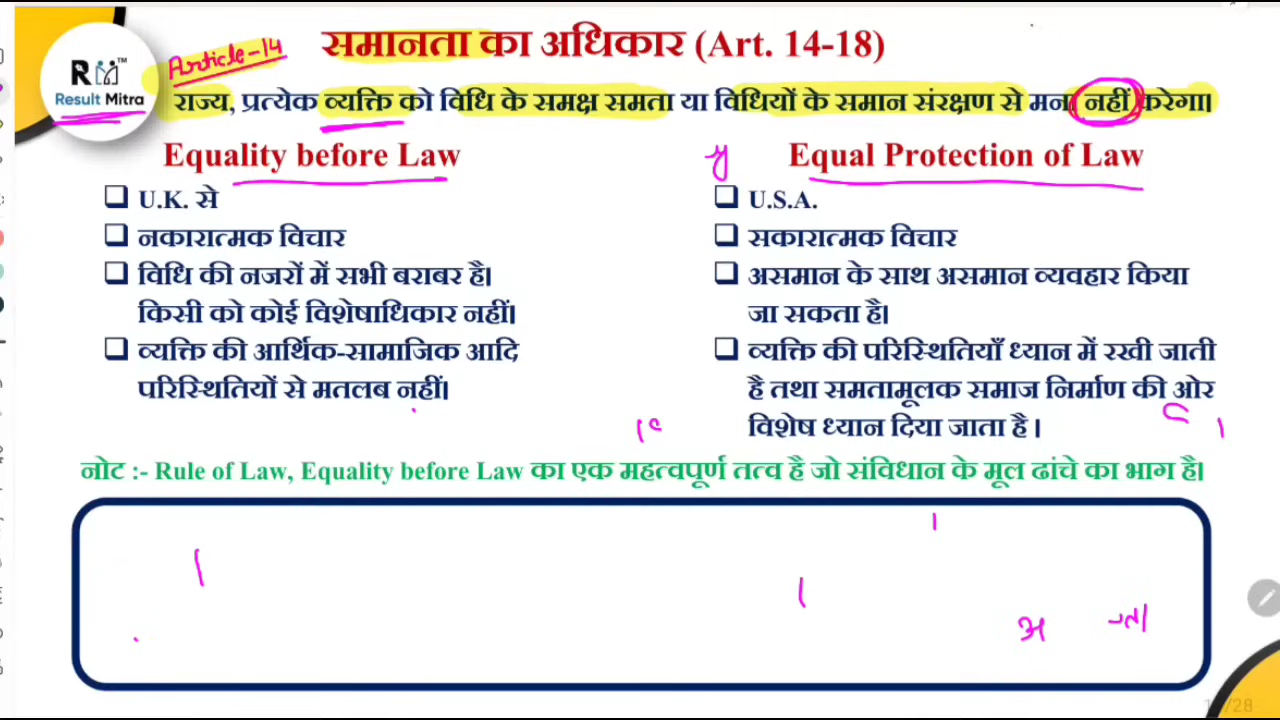 RM™
Result Mitra
Article-14
समानता का अधिकार (Art. 14-18)
राज्य, प्रत्येक व्यक्ति को विधि के समक्ष समता या विधियों के समान संरक्षण से मना नहीं करेगा।
Equality before Law
❑ U.K. से
❑ नकारात्मक विचार
❑ विधि की नजरों में सभी बराबर है।
किसी को कोई विशेषाधिकार नहीं।
❑ व्यक्ति की आर्थिक-सामाजिक आदि
परिस्थितियों से मतलब नहीं।
Equal Protection of Law
❑ U.S.A.
❑ सकारात्मक विचार
❑ असमान के साथ असमान व्यवहार किया
जा सकता है।
❑ व्यक्ति की परिस्थितियाँ ध्यान में रखी जाती
है तथा समतामूलक समाज निर्माण की ओर
विशेष ध्यान दिया जाता है ।
नोट :- Rule of Law, Equality before Law का एक महत्वपूर्ण तत्व है जो संविधान के मूल ढांचे का भाग है।
अ